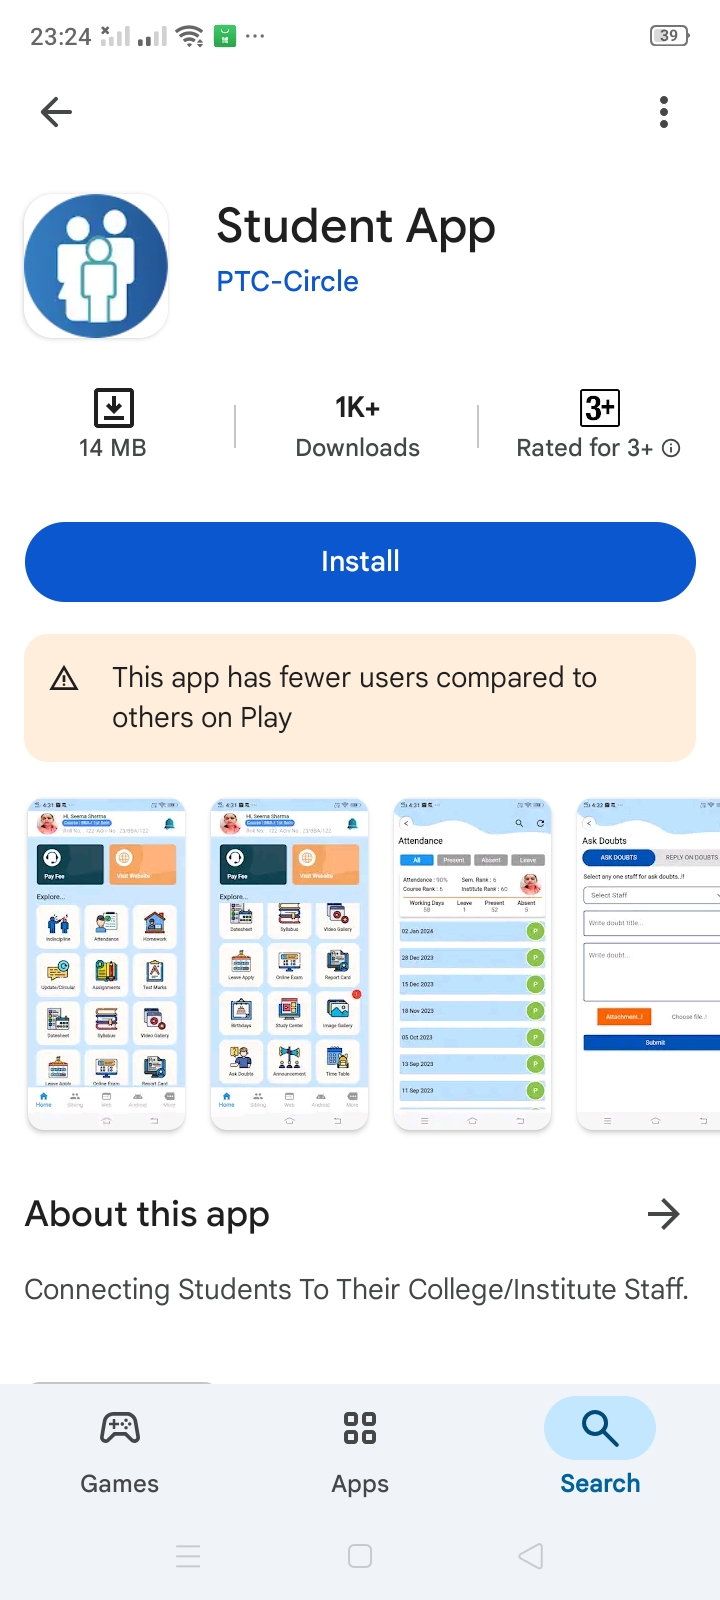 23:24
39
Student App
PTC-Circle
14 MB
1K+
Downloads
3+
Rated for 3+
Install
This app has fewer users compared to
others on Play
Hi, Seema Sharma
Pay Fee
Visit Website
Explore...
Indiscipline
Attendance
Homework
Update/Circular
Assignments
Test Marks
Datesheet
Syllabus
Video Gallery
Leave Apply
Online Exam
Report Card
Home
Hi, Seema Sharma
Pay Fee
Visit Website
Explore...
Datesheet
Syllabus
Video Gallery
Leave Apply
Online Exam
Report Card
Birthdays
Study Center
Image Gallery
Ask Doubts
Announcement
Time Table
Home
Attendance
All
Present
Absent
Leave
Attendance : 90%
Sem. Rank : 6
Course Rank : 6
Institute Rank : 60
Working Days
Leave
Present
Absent
58
1
52
5
02 Jan 2024
P
28 Dec 2023
P
15 Dec 2023
P
18 Nov 2023
P
05 Oct 2023
P
13 Sep 2023
P
11 Sep 2023
P
Ask Doubts
ASK DOUBTS
REPLY ON DOUBTS
Select any one staff for ask doubts..!!
Select Staff
Write doubt title...
Write doubt...
Attachment..!
Choose file..!
Submit
About this app
Connecting Students To Their College/Institute Staff.
Games
Apps
Search